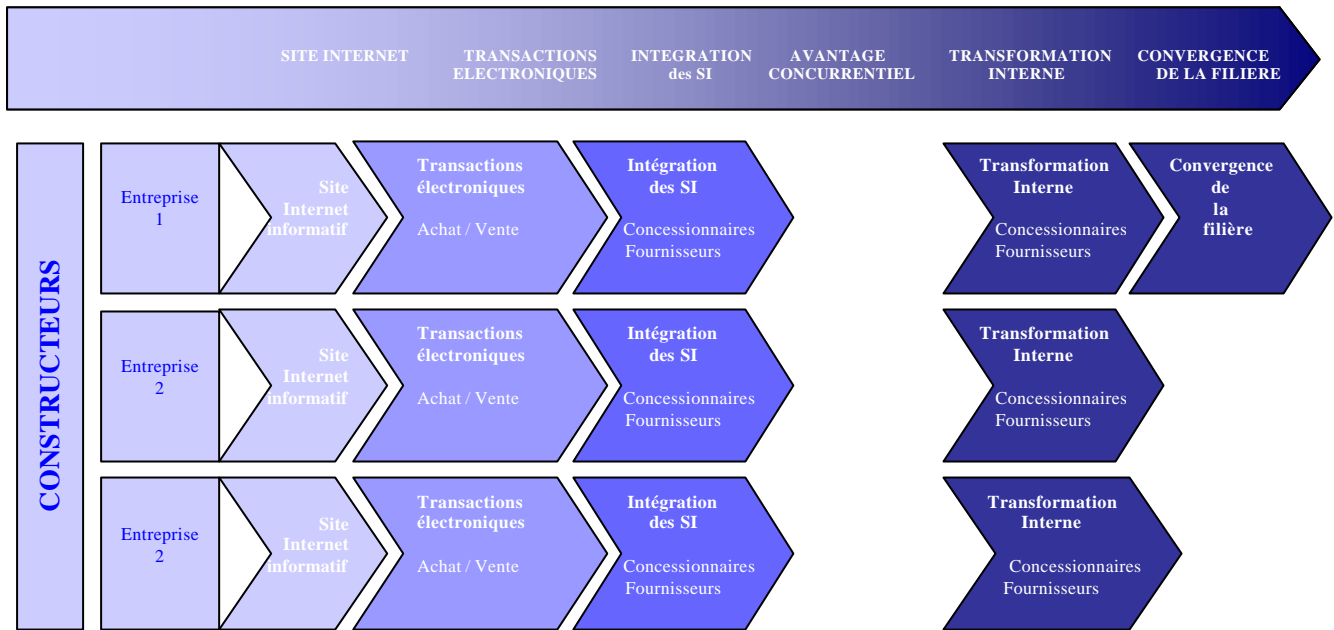 SITE INTERNET
TRANSACTIONS
ELECTRONIQUES
INTEGRATION
des SI
AVANTAGE
CONCURRENTIEL
TRANSFORMATION
INTERNE
CONVERGENCE
DE LA FILIERE
CONSTRUCTEURS
Entreprise
1
Site
Internet
informatif
Transactions
électroniques
Achat / Vente
Intégration
des SI
Concessionnaires
Fournisseurs
Transformation
Interne
Concessionnaires
Fournisseurs
Convergence
de
la
filière
Entreprise
2
Site
Internet
informatif
Transactions
électroniques
Achat / Vente
Intégration
des SI
Concessionnaires
Fournisseurs
Transformation
Interne
Concessionnaires
Fournisseurs
Entreprise
2
Site
Internet
informatif
Transactions
électroniques
Achat / Vente
Intégration
des SI
Concessionnaires
Fournisseurs
Transformation
Interne
Concessionnaires
Fournisseurs